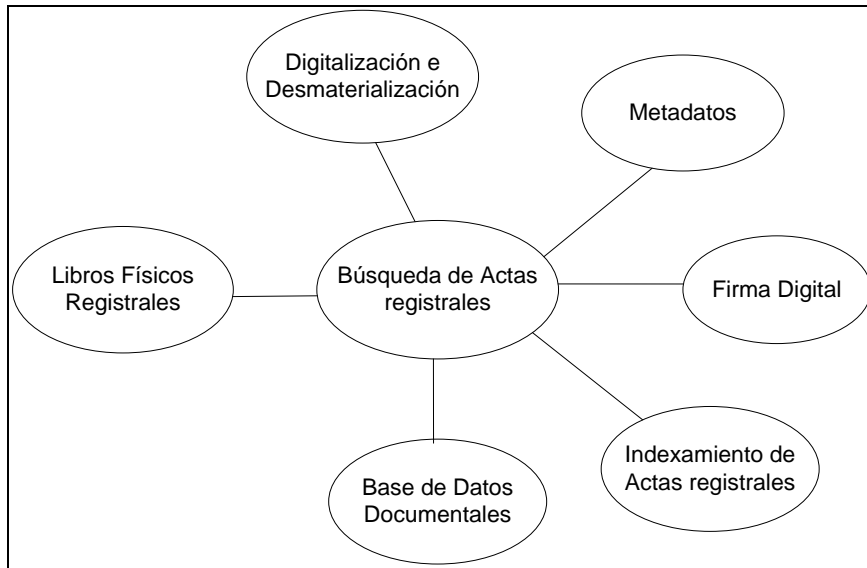 Digitalización e
Desmaterialización
Metadatos
Libros Físicos
Registrales
Búsqueda de Actas
registrales
Firma Digital
Indexamiento de
Actas registrales
Base de Datos
Documentales